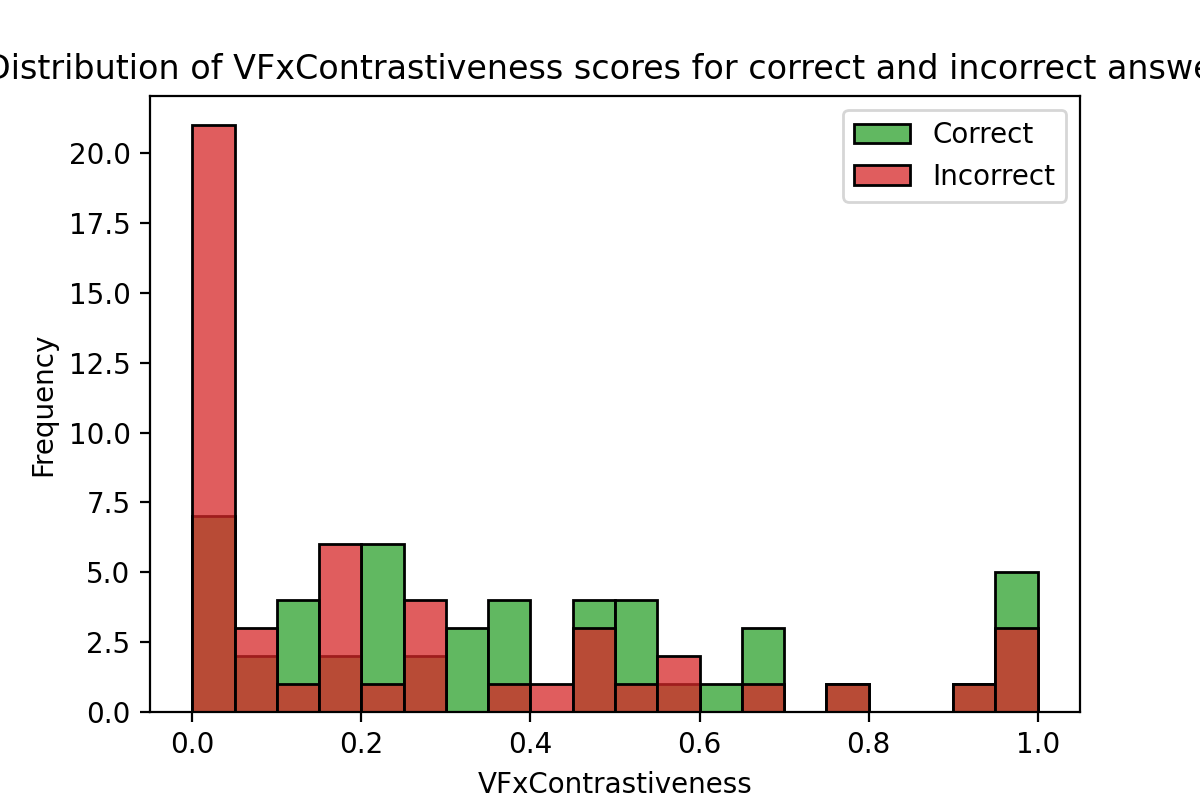 Distribution of VFxContrastiveness scores for correct and incorrect answe
Correct
Incorrect
20.0
17.5
15.0
12.5
10.0
7.5
5.0
2.5
0.0
Frequency
0.0 0.2 0.4 0.6 0.8 1.0
VFxContrastiveness